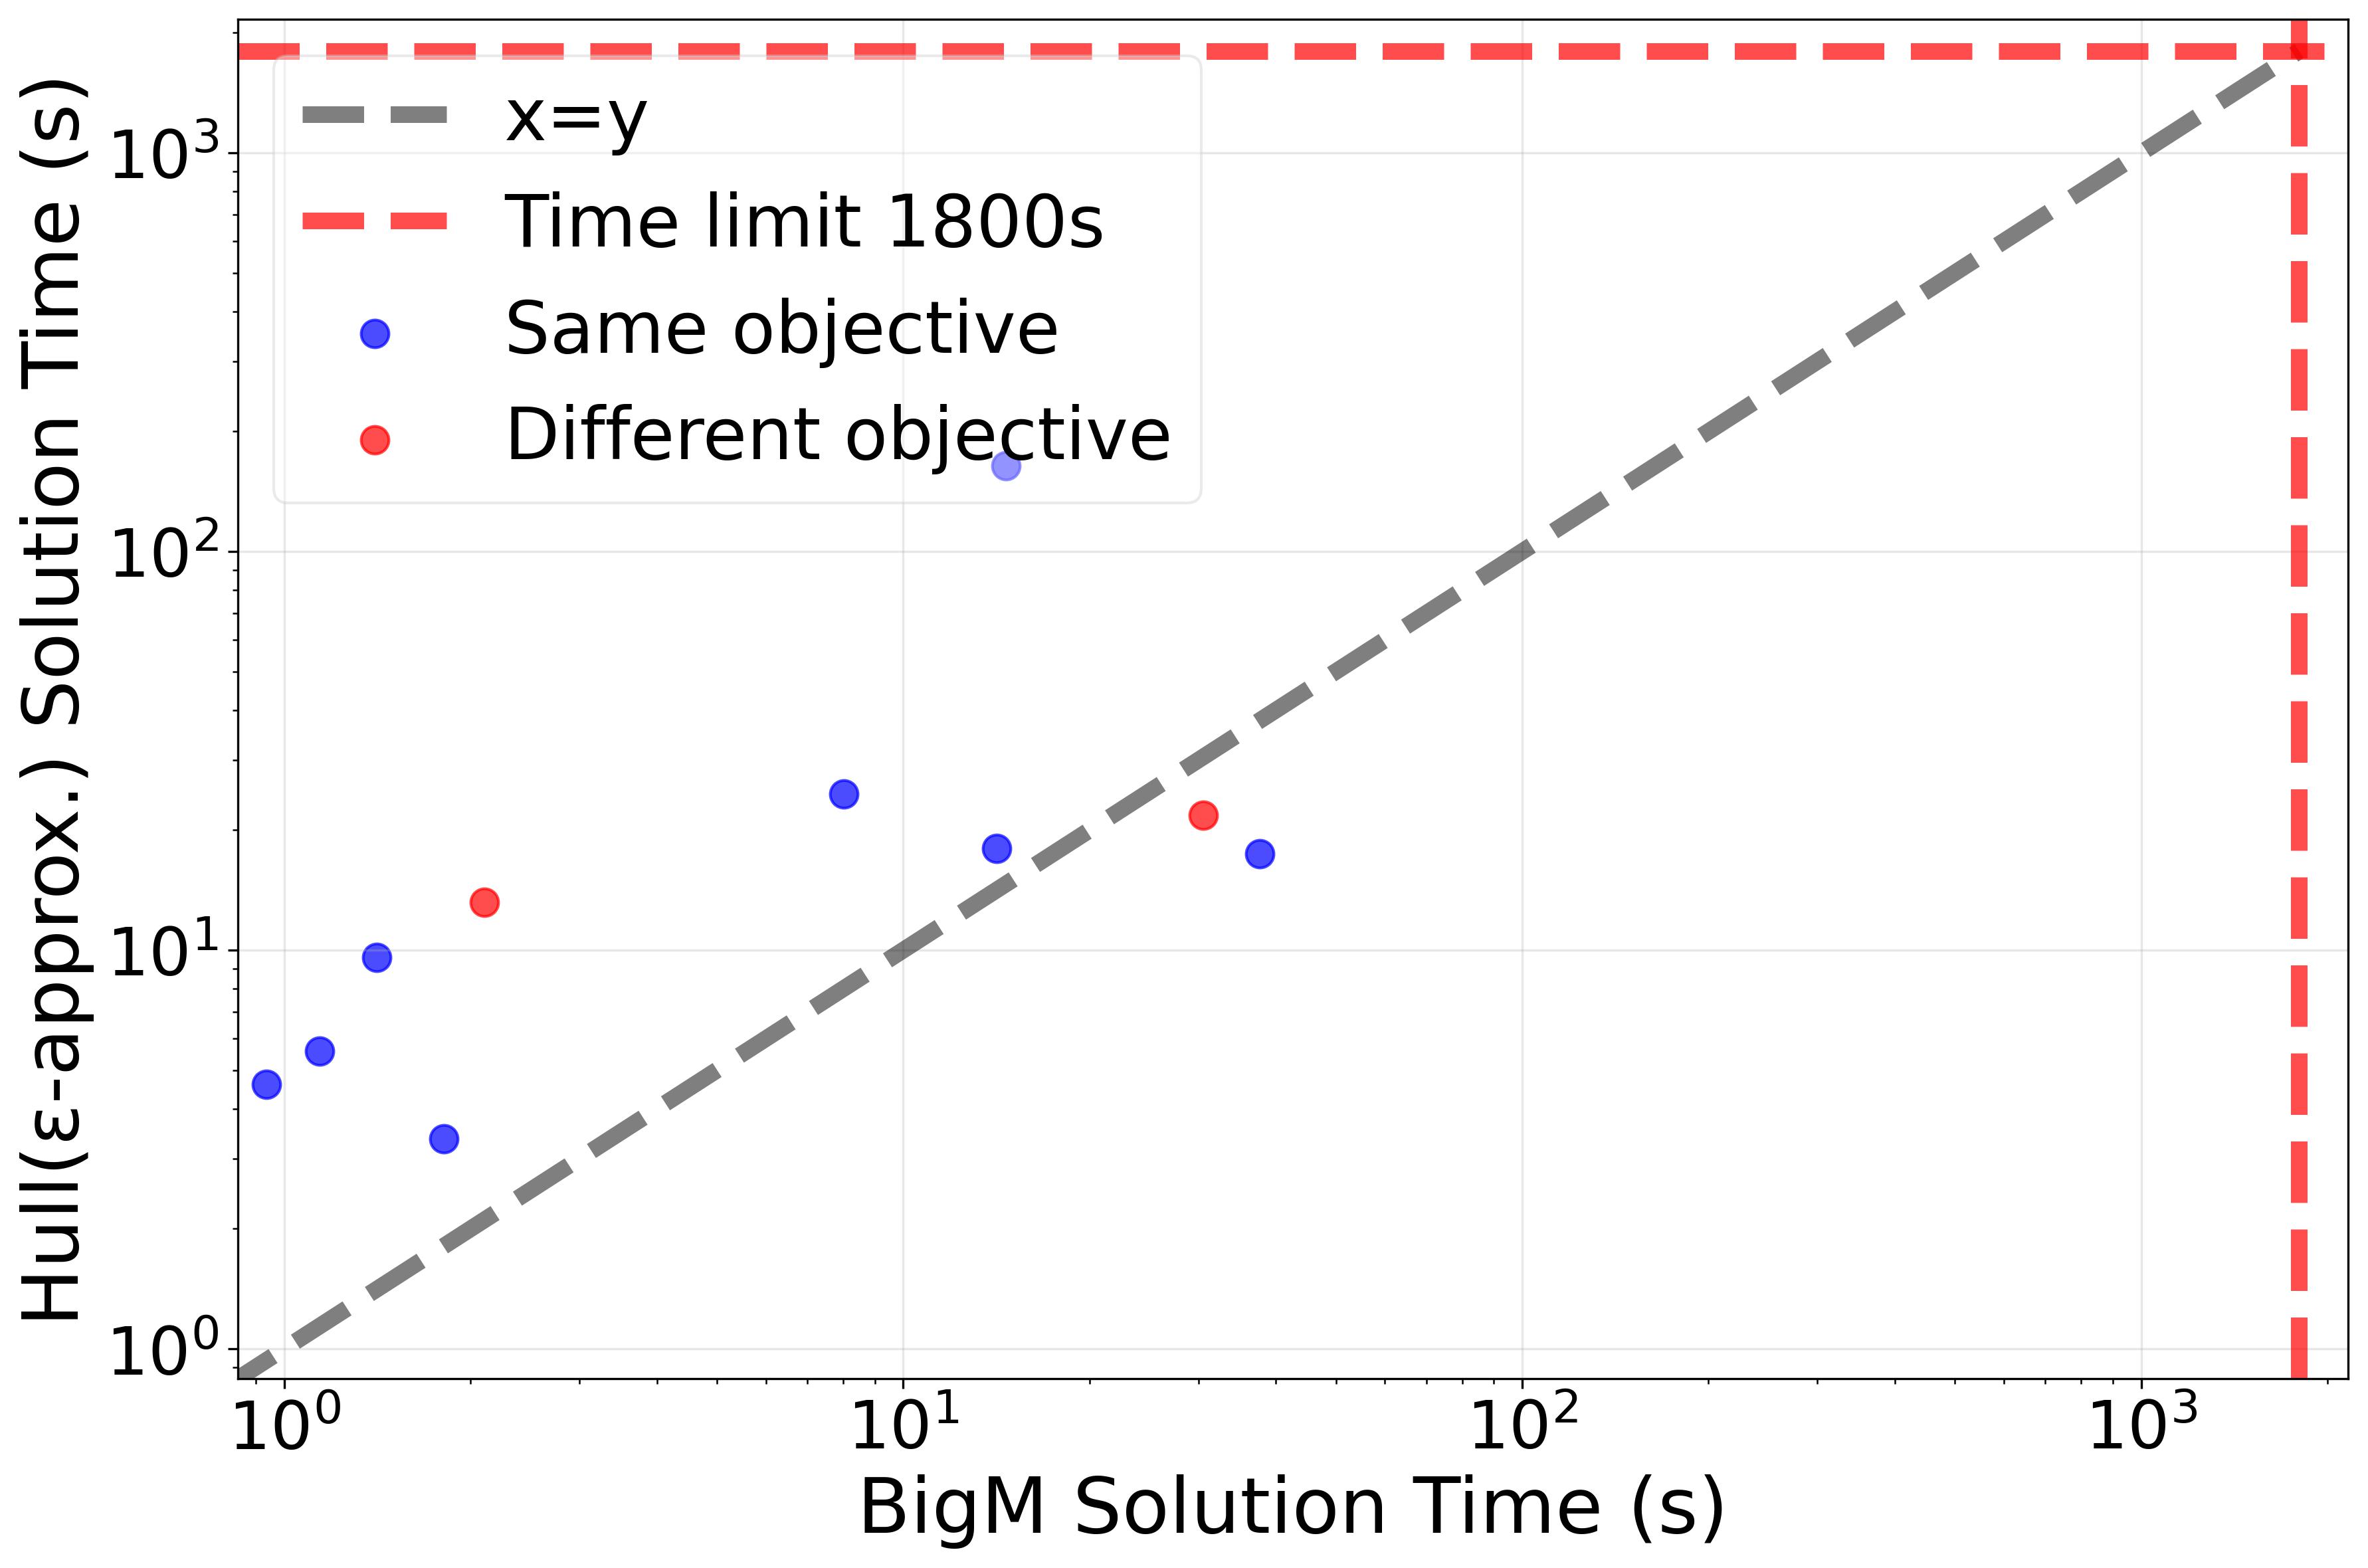 Hull(ε-approx.) Solution Time (s)
10³
10²
10¹
10⁰
x=y
Time limit 1800s
Same objective
Different objective
10⁰
10¹
10²
10³
BigM Solution Time (s)